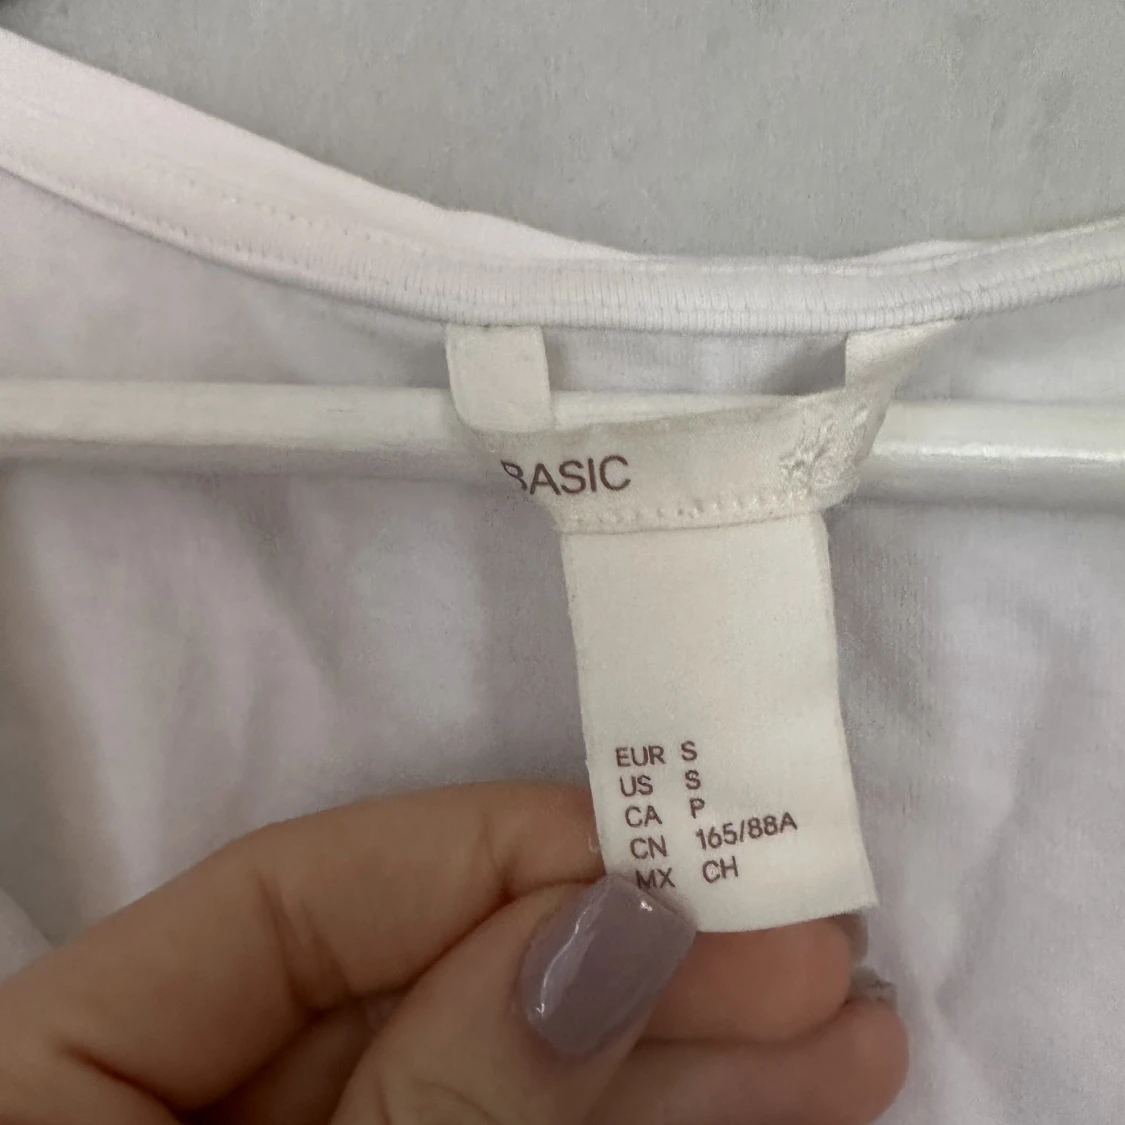 BASIC
EUR S
US S
CA P
CN 165/88A
MX CH